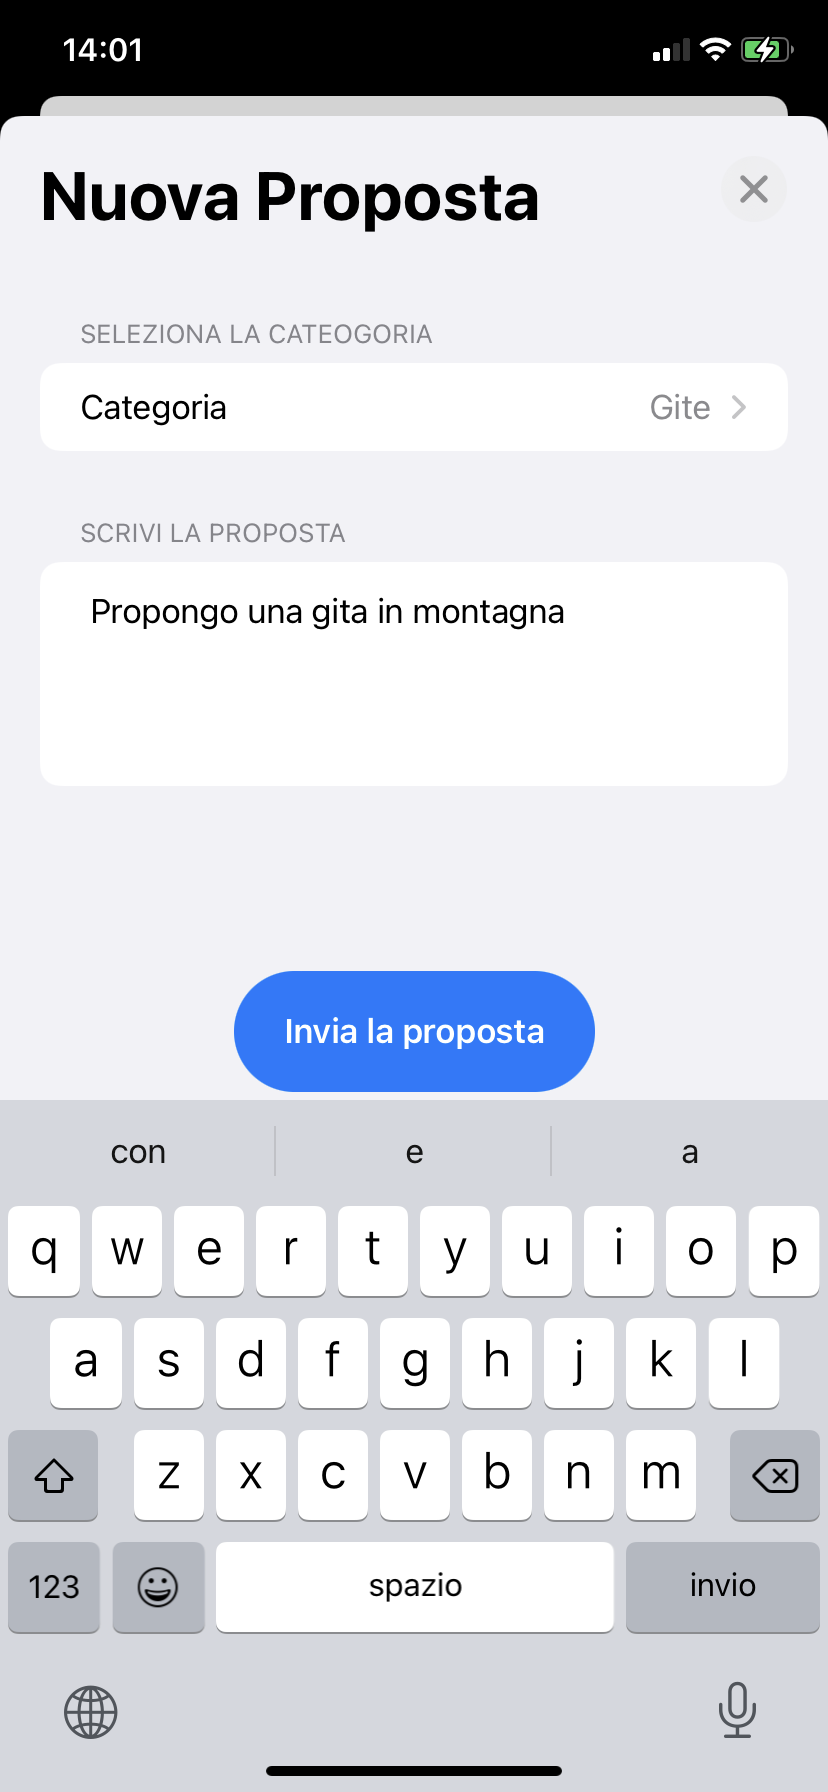 14:01
Nuova Proposta
SELEZIONA LA CATEOGORIA
Categoria Gite
SCRIVI LA PROPOSTA
Propongo una gita in montagna
Invia la proposta
con e a
q w e r t y u i o p
a s d f g h j k l
z x c v b n m
123 spazio invio